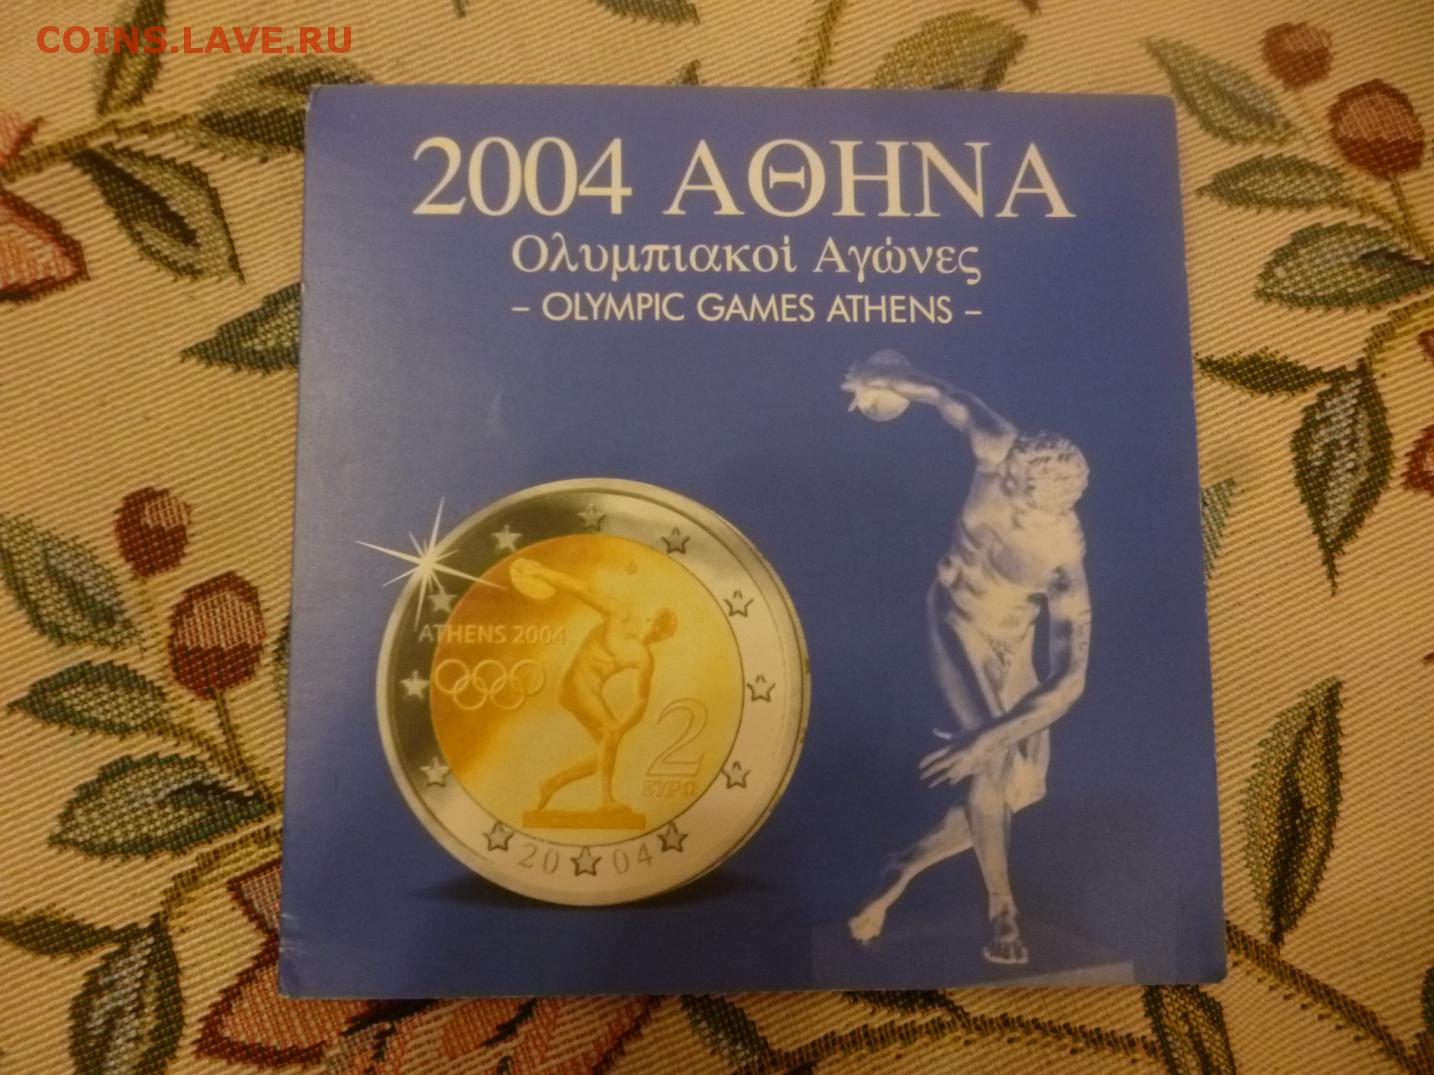 COINS.LAVE.RU
2004 ΑΘΗΝΑ
Ολυμπιακοί Αγώνες
– OLYMPIC GAMES ATHENS –
ATHENS 2004
2
ΕΥΡΩ
2004